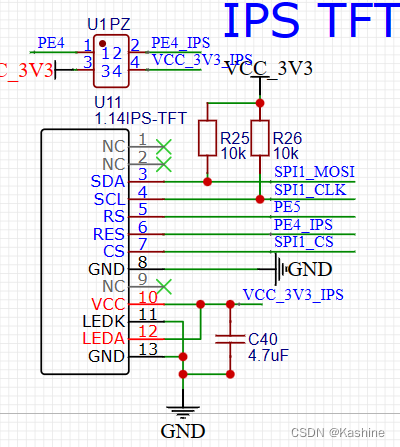 IPS TFT
U1PZ
PE4 1 12 2 PE4_IPS
C_3V3 3 34 4 VCC_3V3_IPS
VCC_3V3
U11
1.14IPS-TFT
R25
10k
R26
10k
NC 1
NC 2
SDA 3 SPI1_MOSI
SCL 4 SPI1_CLK
RS 5 PE5
RES 6 PE4_IPS
CS 7 SPI1_CS
GND 8 GND
NC 9
VCC 10 VCC_3V3_IPS
LEDK 11
LEDA 12
GND 13
C40
4.7uF
GND
CSDN @Kashine